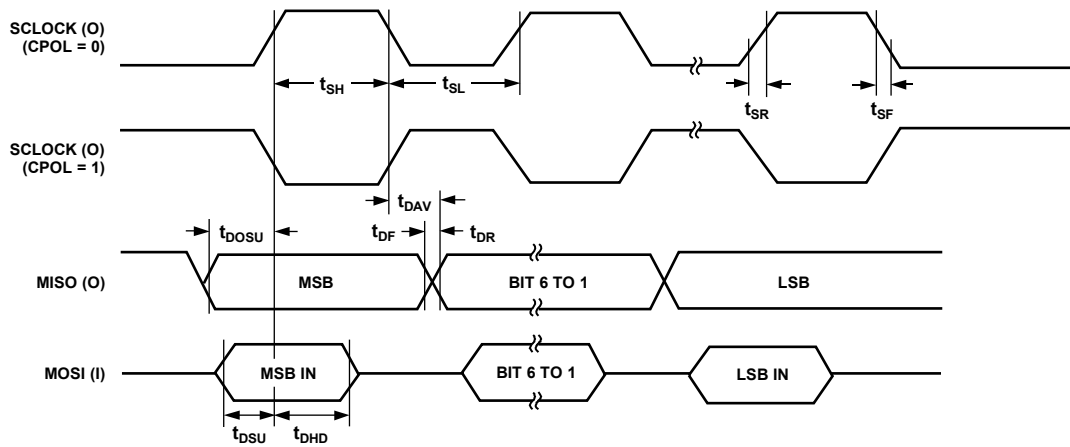 SCLOCK (O)
(CPOL = 0)
tSH
tSL
tSR
tSF
SCLOCK (O)
(CPOL = 1)
tDAV
tDOSU
tDF
tDR
MISO (O)
MSB
BIT 6 TO 1
LSB
MOSI (I)
MSB IN
BIT 6 TO 1
LSB IN
tDSU
tDHD